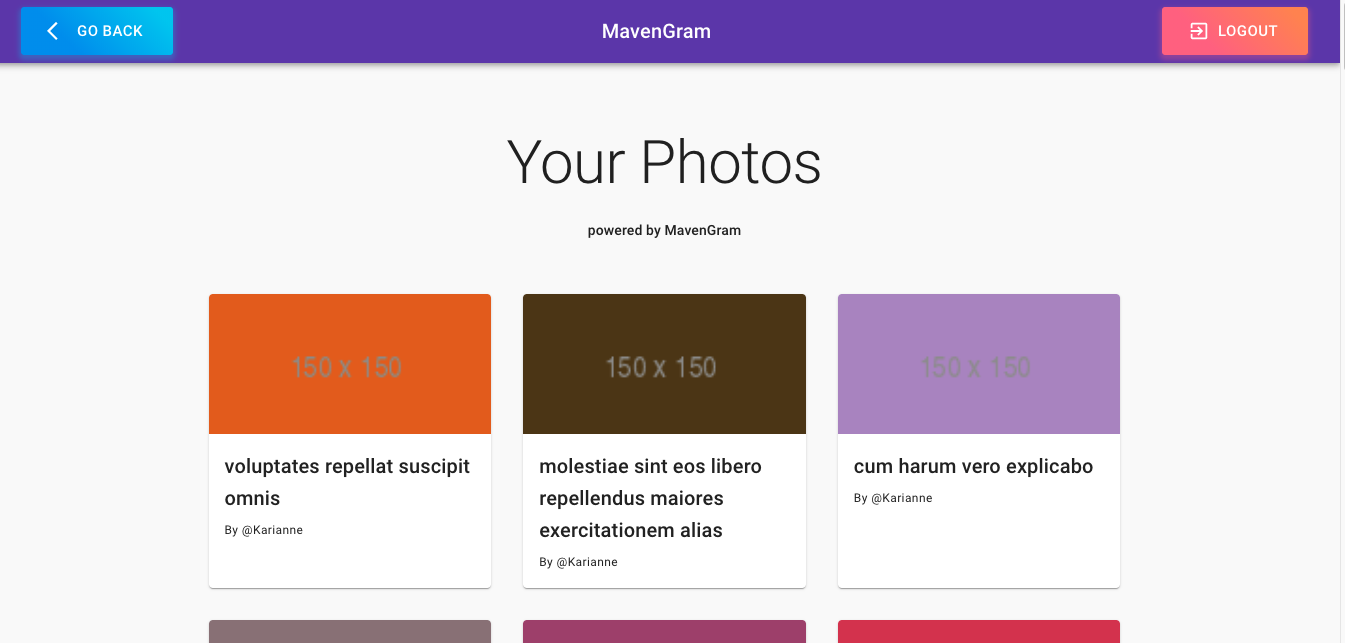 GO BACK
MavenGram
LOGOUT
Your Photos
powered by MavenGram
150 x 150
150 x 150
150 x 150
voluptates repellat suscipit
omnis
By @Karianne
molestiae sint eos libero
repellendus maiores
exercitationem alias
By @Karianne
cum harum vero explicabo
By @Karianne